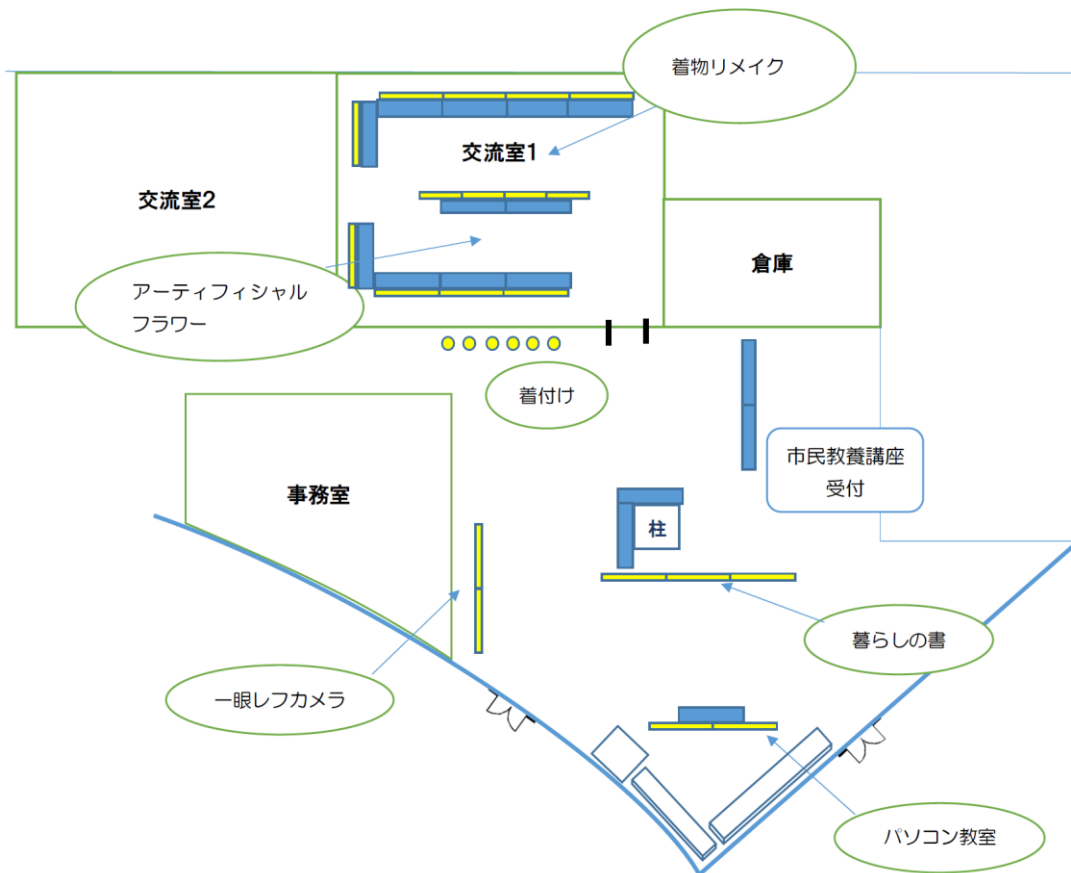 着物リメイク
交流室1
交流室2
倉庫
アーティフィシャル
フラワー
着付け
市民教養講座
受付
事務室
柱
暮らしの書
一眼レフカメラ
パソコン教室